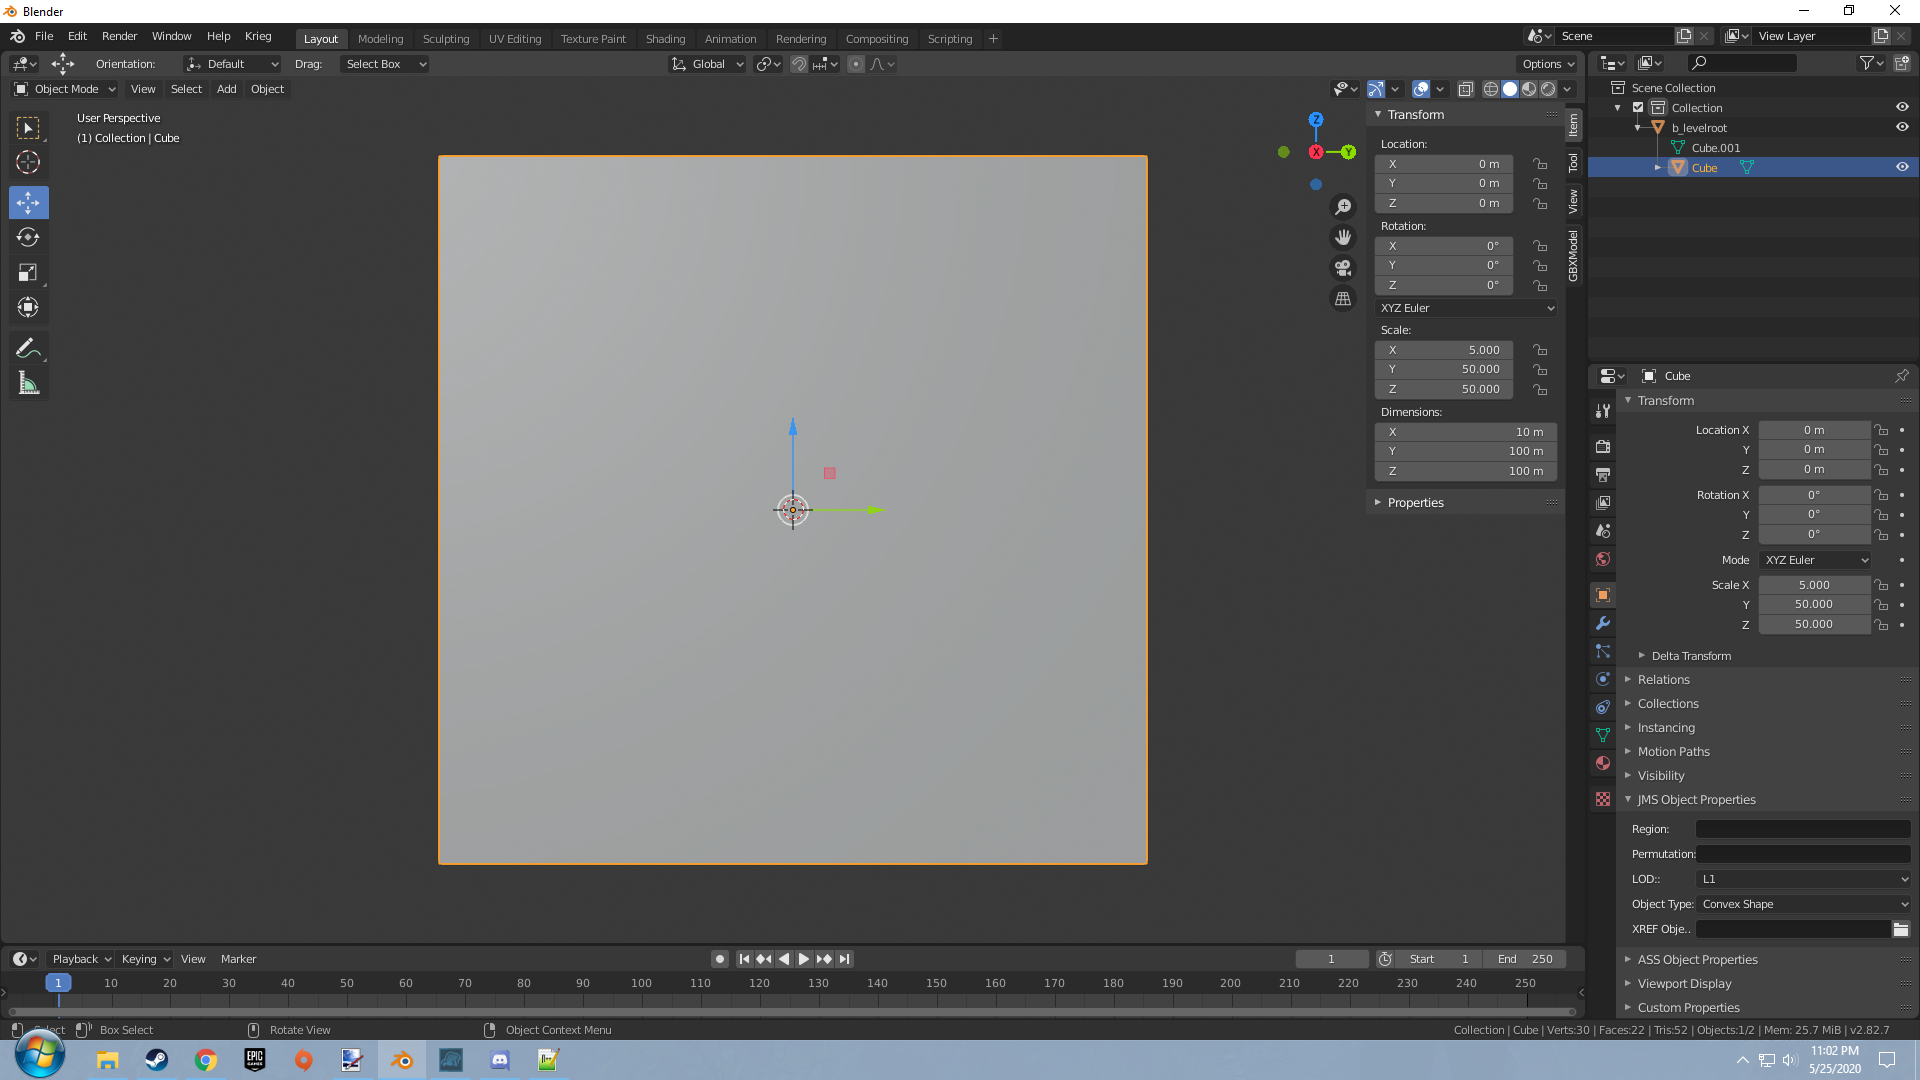 Blender
File Edit Render Window Help Krieg Layout Modeling Sculpting UV Editing Texture Paint Shading Animation Rendering Compositing Scripting + Scene View Layer
Orientation: Default Drag: Select Box Global Options
Object Mode View Select Add Object
User Perspective
(1) Collection | Cube
Z
X
Y
Transform
Location:
X 0 m
Y 0 m
Z 0 m
Rotation:
X 0°
Y 0°
Z 0°
XYZ Euler
Scale:
X 5.000
Y 50.000
Z 50.000
Dimensions:
X 10 m
Y 100 m
Z 100 m
Properties
Item
Tool
View
GBXModel
Scene Collection
Collection
b_levelroot
Cube.001
Cube
Cube
Transform
Location X 0 m
Y 0 m
Z 0 m
Rotation X 0°
Y 0°
Z 0°
Mode XYZ Euler
Scale X 5.000
Y 50.000
Z 50.000
Delta Transform
Relations
Collections
Instancing
Motion Paths
Visibility
JMS Object Properties
Region:
Permutation:
LOD:: L1
Object Type: Convex Shape
XREF Obje..
ASS Object Properties
Viewport Display
Custom Properties
Playback Keying View Marker 1 Start 1 End 250
1 10 20 30 40 50 60 70 80 90 100 110 120 130 140 150 160 170 180 190 200 210 220 230 240 250
Select Box Select Rotate View Object Context Menu Collection | Cube | Verts:30 | Faces:22 | Tris:52 | Objects:1/2 | Mem: 25.7 MiB | v2.82.7
EPIC
GAMES
11:02 PM
5/25/2020